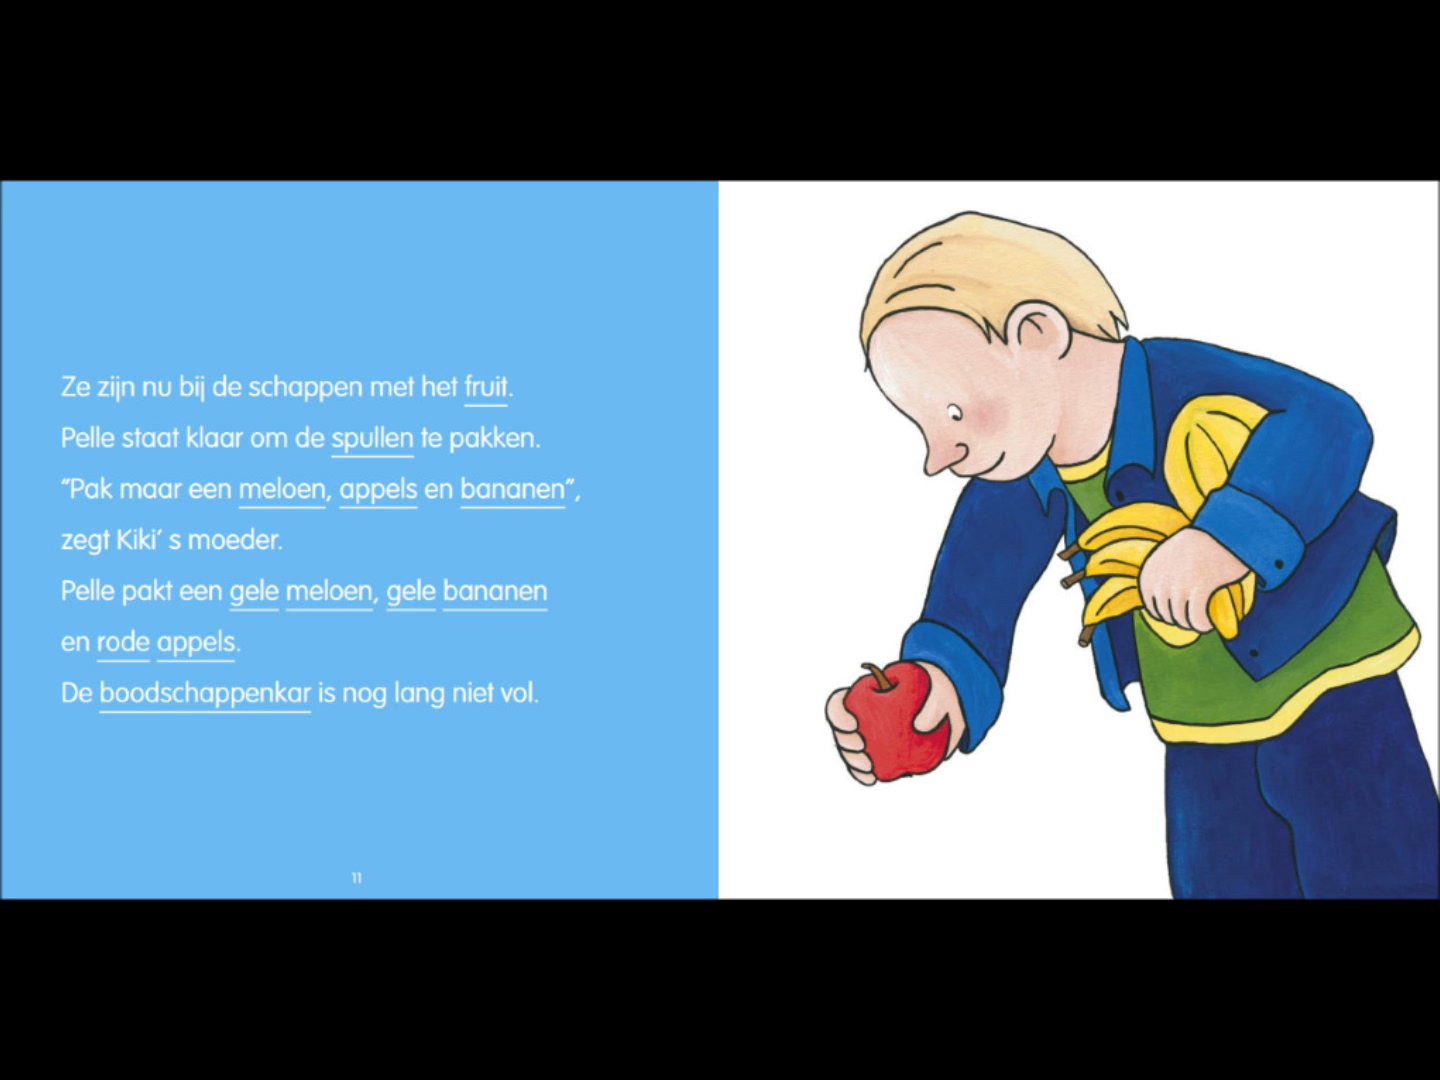 Ze zijn nu bij de schappen met het fruit.
Pelle staat klaar om de spullen te pakken.
“Pak maar een meloen, appels en bananen”,
zegt Kiki’ s moeder.
Pelle pakt een gele meloen, gele bananen
en rode appels.
De boodschappenkar is nog lang niet vol.
11